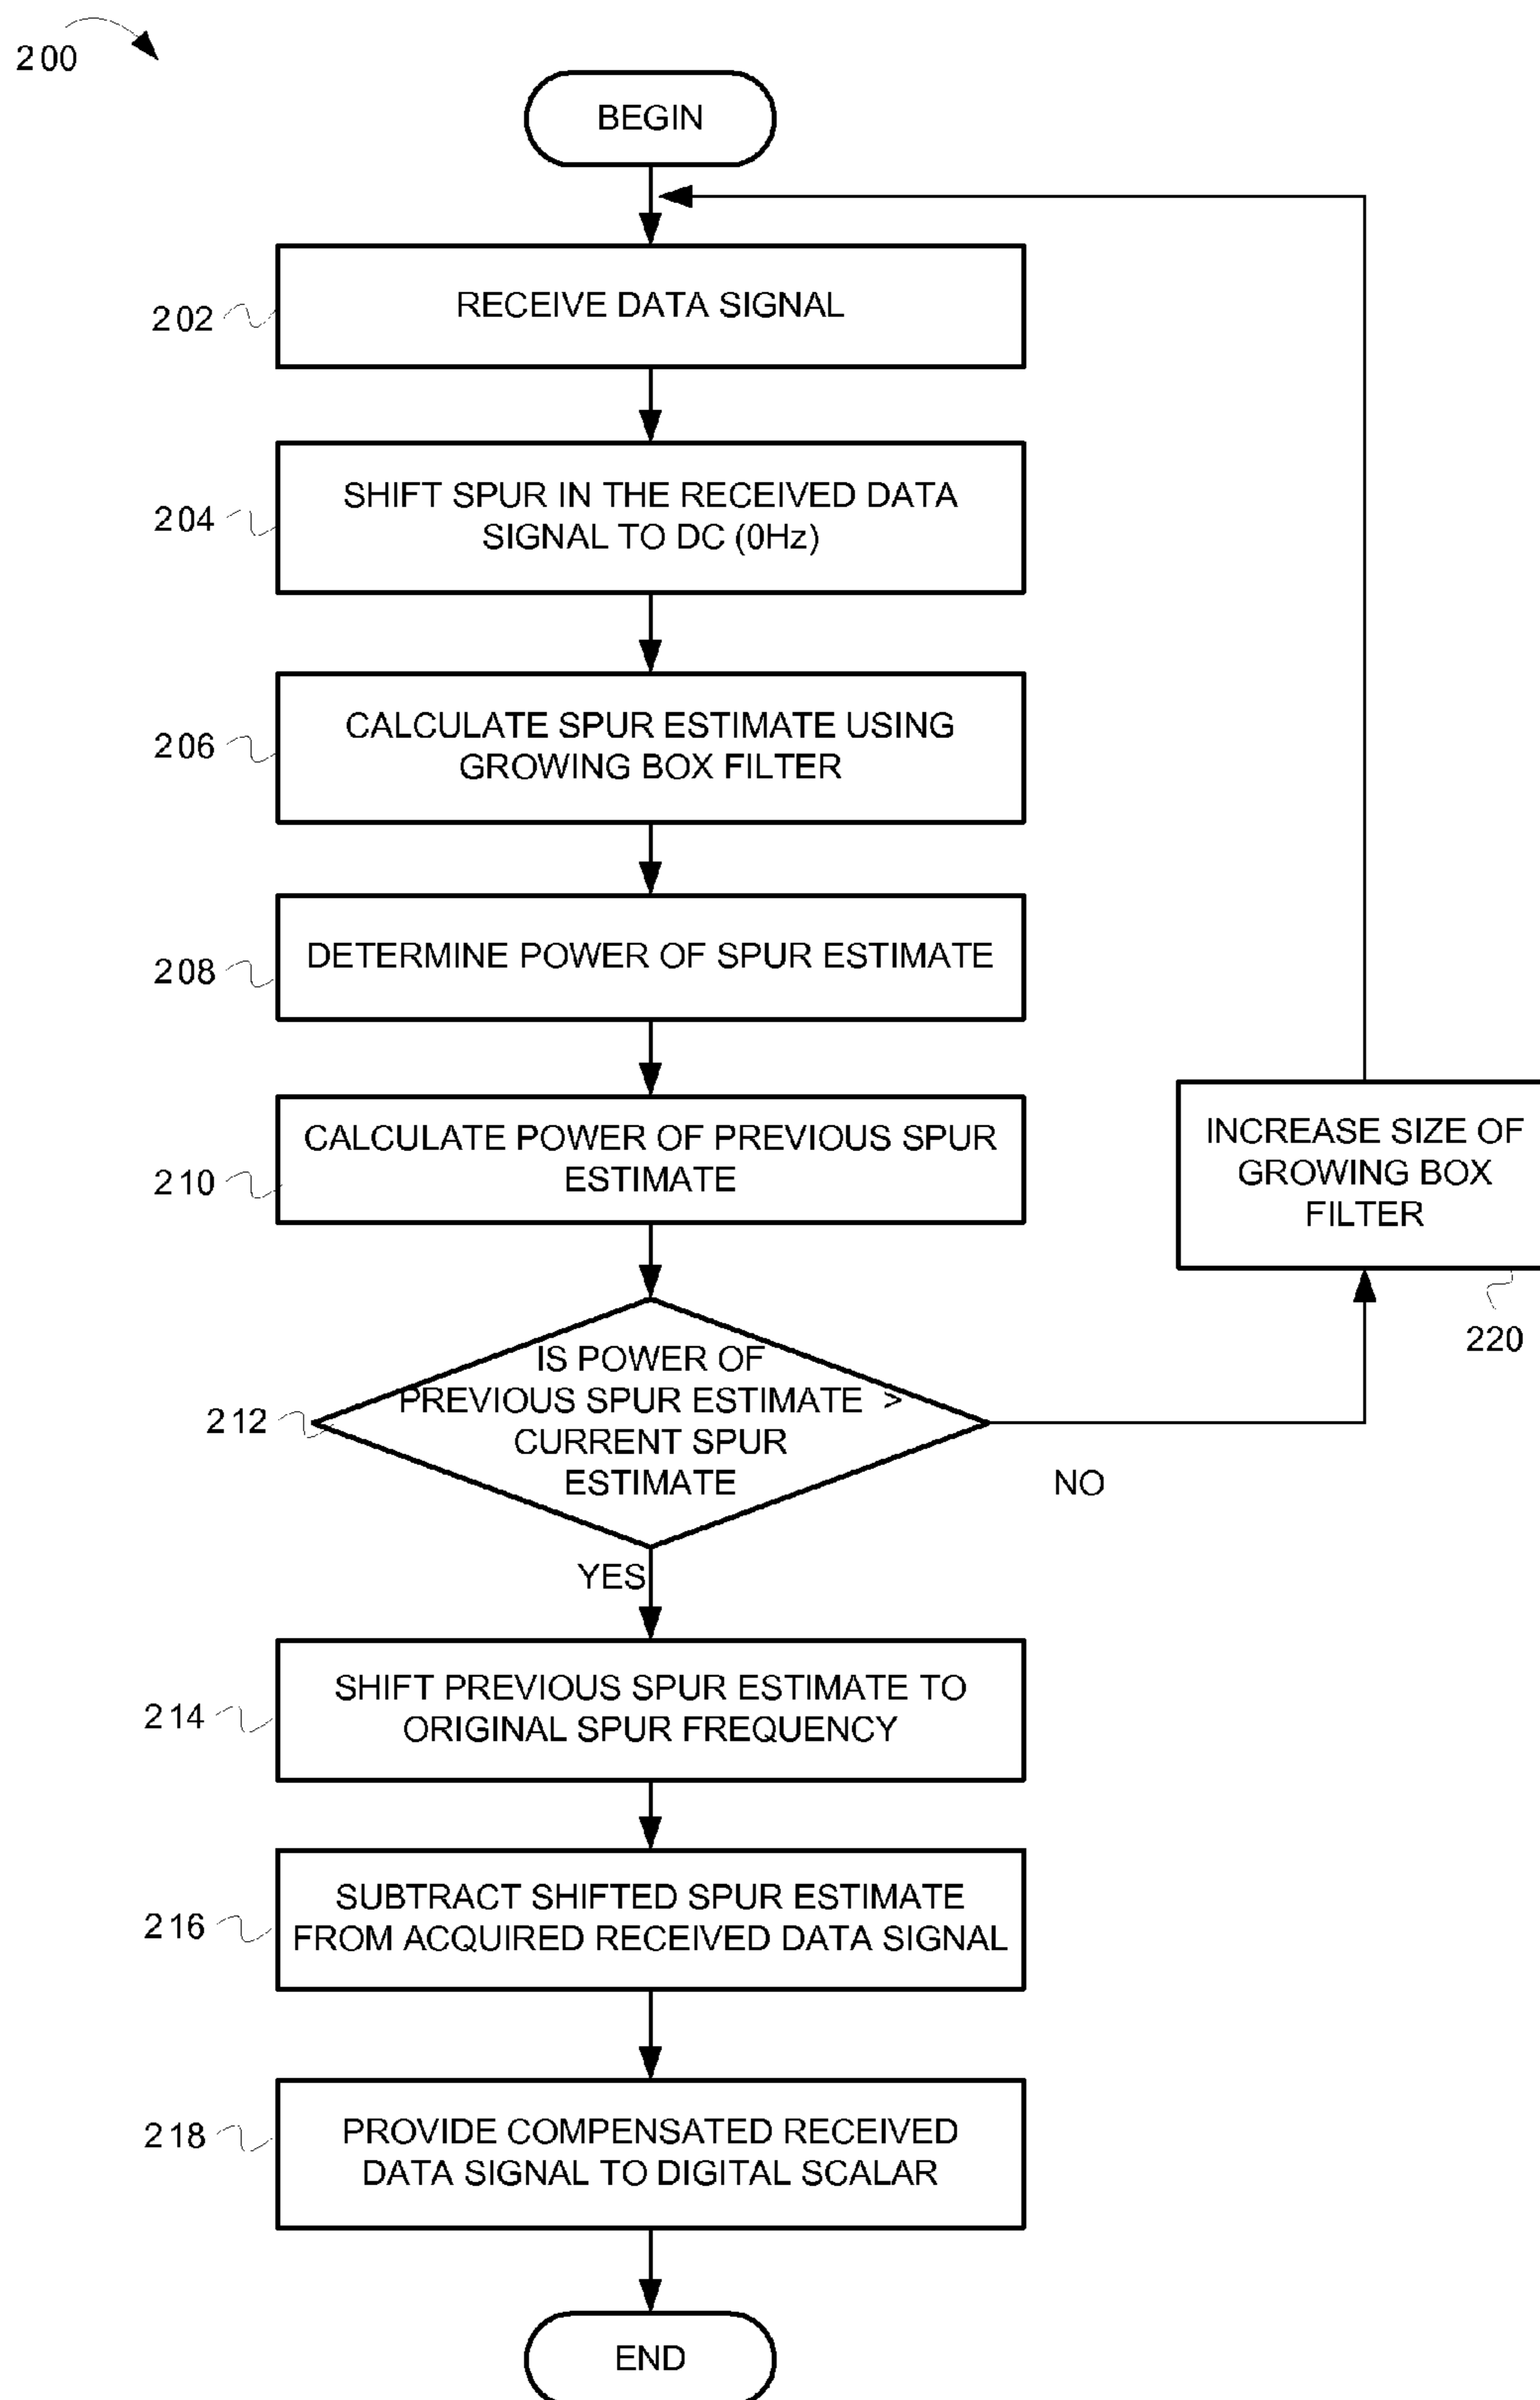 200
BEGIN
202
RECEIVE DATA SIGNAL
204
SHIFT SPUR IN THE RECEIVED DATA
SIGNAL TO DC (0Hz)
206
CALCULATE SPUR ESTIMATE USING
GROWING BOX FILTER
208
DETERMINE POWER OF SPUR ESTIMATE
210
CALCULATE POWER OF PREVIOUS SPUR
ESTIMATE
INCREASE SIZE OF
GROWING BOX
FILTER
220
212
IS POWER OF
PREVIOUS SPUR ESTIMATE >
CURRENT SPUR
ESTIMATE
NO
YES
214
SHIFT PREVIOUS SPUR ESTIMATE TO
ORIGINAL SPUR FREQUENCY
216
SUBTRACT SHIFTED SPUR ESTIMATE
FROM ACQUIRED RECEIVED DATA SIGNAL
218
PROVIDE COMPENSATED RECEIVED
DATA SIGNAL TO DIGITAL SCALAR
END